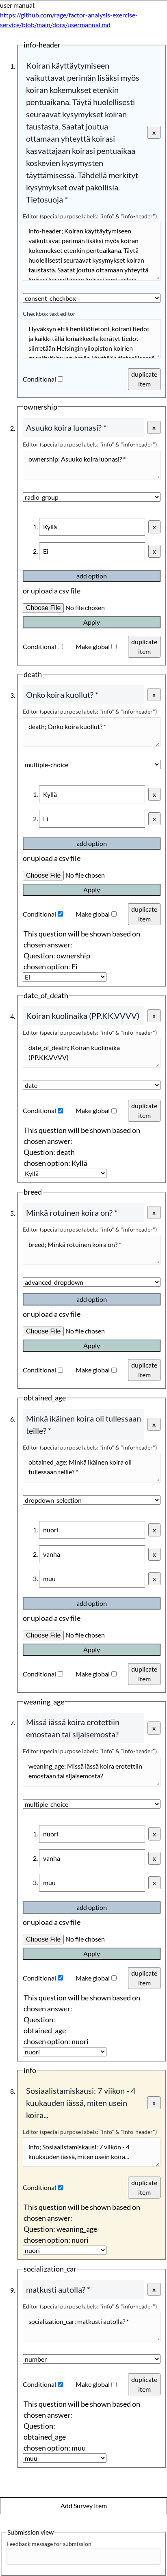 user manual:
https://github.com/rage/factor-analysis-exercise-
service/blob/main/docs/usermanual.md
info-header
1.
Koiran käyttäytymiseen
vaikuttavat perimän lisäksi myös
koiran kokemukset etenkin
pentuaikana. Täytä huolellisesti
seuraavat kysymykset koiran
taustasta. Saatat joutua
ottamaan yhteyttä koirasi
kasvattajaan koirasi pentuaikaa
koskevien kysymysten
täyttämisessä. Tähdellä merkityt
kysymykset ovat pakollisia.
Tietosuoja *
x
Editor (special purpose labels: "info" & "info-header")
info-header; Koiran käyttäytymiseen
vaikuttavat perimän lisäksi myös koiran
kokemukset etenkin pentuaikana. Täytä
huolellisesti seuraavat kysymykset koiran
taustasta. Saatat joutua ottamaan yhteyttä
consent-checkbox
Checkbox text editor
Hyväksyn että henkilötietoni, koirani tiedot
ja kaikki tällä lomakkeella kerätyt tiedot
siirretään Helsingin yliopiston koirien
Conditional
duplicate
item
ownership
2.
Asuuko koira luonasi? *
x
Editor (special purpose labels: "info" & "info-header")
ownership; Asuuko koira luonasi? *
radio-group
1. Kyllä x
2. Ei x
add option
or upload a csv file
Choose File No file chosen
Apply
Conditional Make global
duplicate
item
death
3.
Onko koira kuollut? *
x
Editor (special purpose labels: "info" & "info-header")
death; Onko koira kuollut? *
multiple-choice
1. Kyllä x
2. Ei x
add option
or upload a csv file
Choose File No file chosen
Apply
Conditional Make global
duplicate
item
This question will be shown based on
chosen answer:
Question: ownership
chosen option: Ei
Ei
date_of_death
4.
Koiran kuolinaika (PP.KK.VVVV)
x
Editor (special purpose labels: "info" & "info-header")
date_of_death; Koiran kuolinaika
(PP.KK.VVVV)
date
Conditional Make global
duplicate
item
This question will be shown based on
chosen answer:
Question: death
chosen option: Kyllä
Kyllä
breed
5.
Minkä rotuinen koira on? *
x
Editor (special purpose labels: "info" & "info-header")
breed; Minkä rotuinen koira on? *
advanced-dropdown
add option
or upload a csv file
Choose File No file chosen
Apply
Conditional Make global
duplicate
item
obtained_age
6.
Minkä ikäinen koira oli tullessaan
teille? *
x
Editor (special purpose labels: "info" & "info-header")
obtained_age; Minkä ikäinen koira oli
tullessaan teille? *
dropdown-selection
1. nuori x
2. vanha x
3. muu x
add option
or upload a csv file
Choose File No file chosen
Apply
Conditional Make global
duplicate
item
weaning_age
7.
Missä iässä koira erotettiin
emostaan tai sijaisemosta?
x
Editor (special purpose labels: "info" & "info-header")
weaning_age; Missä iässä koira erotettiin
emostaan tai sijaisemosta?
multiple-choice
1. nuori x
2. vanha x
3. muu x
add option
or upload a csv file
Choose File No file chosen
Apply
Conditional Make global
duplicate
item
This question will be shown based on
chosen answer:
Question:
obtained_age
chosen option: nuori
nuori
info
8.
Sosiaalistamiskausi: 7 viikon - 4
kuukauden iässä, miten usein
koira...
x
Editor (special purpose labels: "info" & "info-header")
info; Sosiaalistamiskausi: 7 viikon - 4
kuukauden iässä, miten usein koira...
Conditional
duplicate
item
This question will be shown based on
chosen answer:
Question: weaning_age
chosen option: nuori
nuori
socialization_car
9.
matkusti autolla? *
x
Editor (special purpose labels: "info" & "info-header")
socialization_car; matkusti autolla? *
number
Conditional Make global
duplicate
item
This question will be shown based on
chosen answer:
Question:
obtained_age
chosen option: muu
muu
Add Survey Item
Submission view
Feedback message for submission